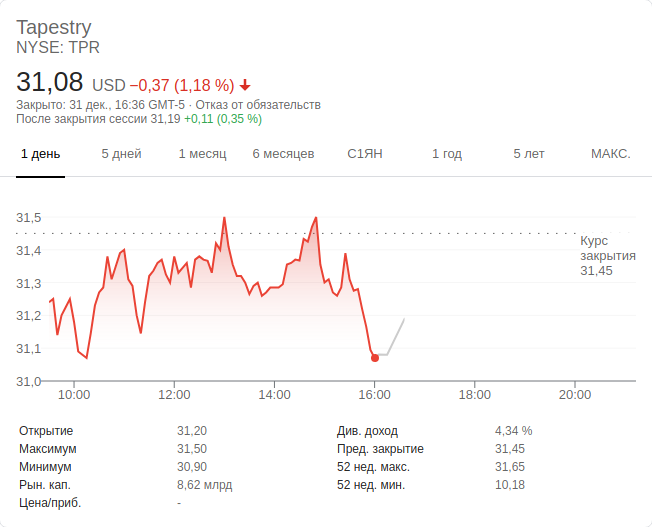 Tapestry
NYSE: TPR
31,08 USD −0,37 (1,18 %)
Закрыто: 31 дек., 16:36 GMT-5 · Отказ от обязательств
После закрытия сессии 31,19 +0,11 (0,35 %)
1 день 5 дней 1 месяц 6 месяцев С1ЯН 1 год 5 лет МАКС.
31,5
31,4
31,3
31,2
31,1
31,0
Курс
закрытия
31,45
10:00 12:00 14:00 16:00 18:00 20:00
Открытие 31,20 Див. доход 4,34 %
Максимум 31,50 Пред. закрытие 31,45
Минимум 30,90 52 нед. макс. 31,65
Рын. кап. 8,62 млрд 52 нед. мин. 10,18
Цена/приб. -